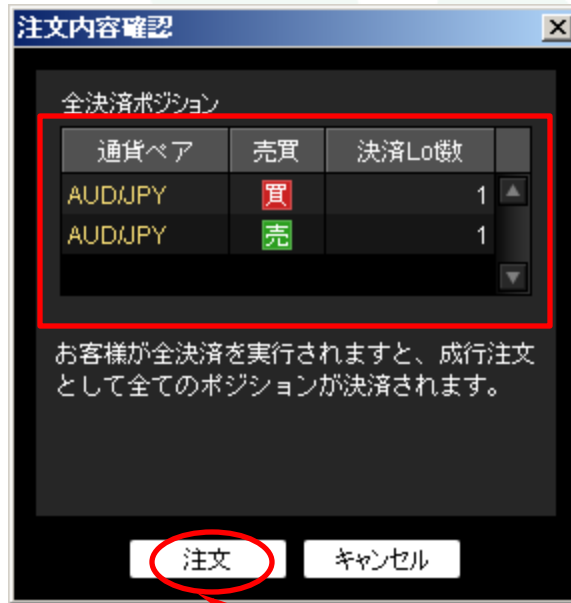 注文内容確認
全決済ポジション
通貨ペア 売買 決済Lot数
AUD/JPY 買 1
AUD/JPY 売 1
お客様が全決済を実行されますと、成行注文
として全てのポジションが決済されます。
注文 キャンセル